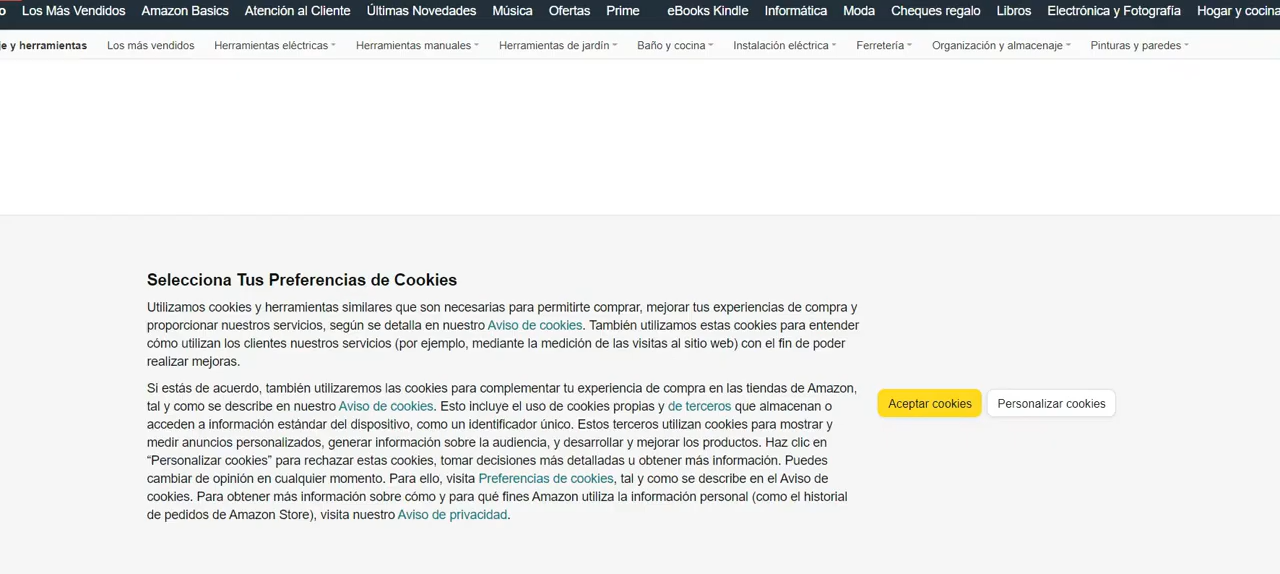 Los Más Vendidos Amazon Basics Atención al Cliente Últimas Novedades Música Ofertas Prime eBooks Kindle Informática Moda Cheques regalo Libros Electrónica y Fotografía Hogar y cocina
y herramientas Los más vendidos Herramientas eléctricas Herramientas manuales Herramientas de jardín Baño y cocina Instalación eléctrica Ferretería Organización y almacenaje Pinturas y paredes
Selecciona Tus Preferencias de Cookies
Utilizamos cookies y herramientas similares que son necesarias para permitirte comprar, mejorar tus experiencias de compra y
proporcionar nuestros servicios, según se detalla en nuestro Aviso de cookies. También utilizamos estas cookies para entender
cómo utilizan los clientes nuestros servicios (por ejemplo, mediante la medición de las visitas al sitio web) con el fin de poder
realizar mejoras.
Si estás de acuerdo, también utilizaremos las cookies para complementar tu experiencia de compra en las tiendas de Amazon,
tal y como se describe en nuestro Aviso de cookies. Esto incluye el uso de cookies propias y de terceros que almacenan o
acceden a información estándar del dispositivo, como un identificador único. Estos terceros utilizan cookies para mostrar y
medir anuncios personalizados, generar información sobre la audiencia, y desarrollar y mejorar los productos. Haz clic en
“Personalizar cookies” para rechazar estas cookies, tomar decisiones más detalladas u obtener más información. Puedes
cambiar de opinión en cualquier momento. Para ello, visita Preferencias de cookies, tal y como se describe en el Aviso de
cookies. Para obtener más información sobre cómo y para qué fines Amazon utiliza la información personal (como el historial
de pedidos de Amazon Store), visita nuestro Aviso de privacidad.
Aceptar cookies Personalizar cookies